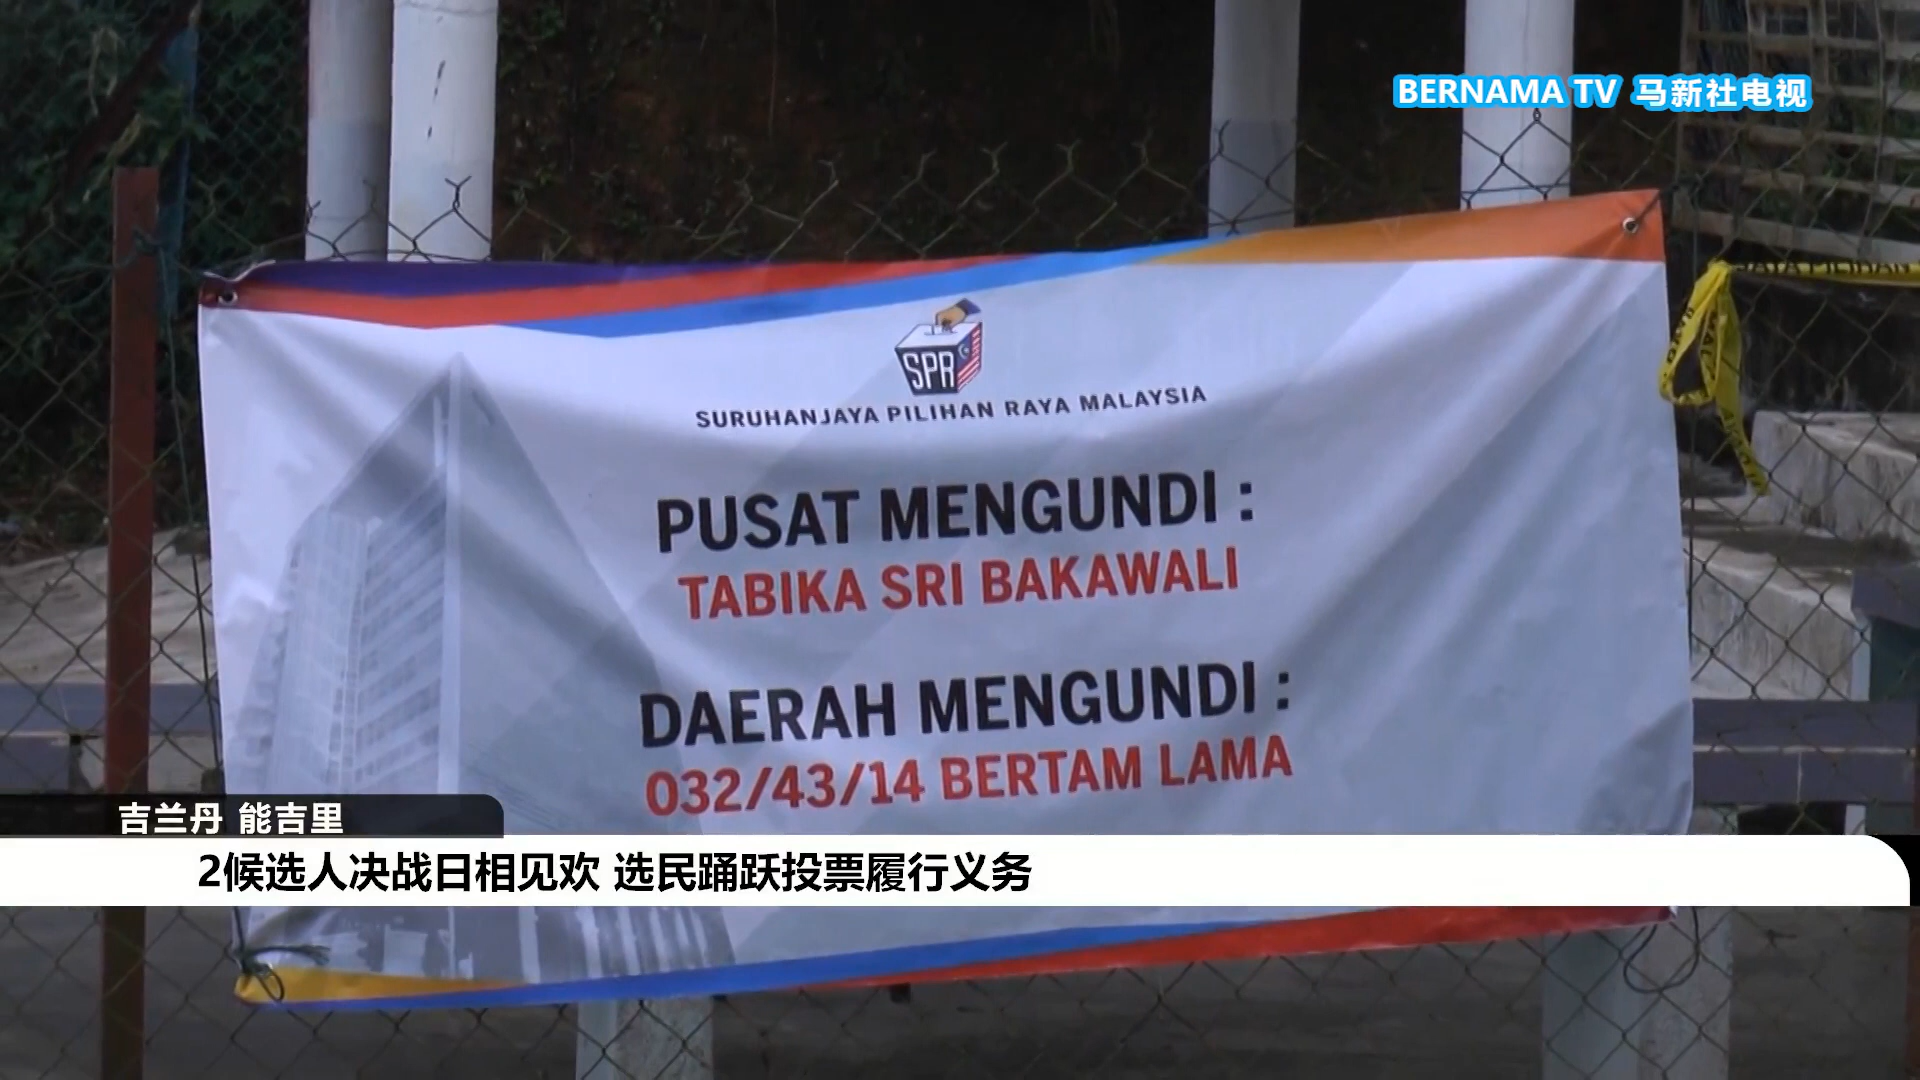 BERNAMA TV 马新社电视
JAYA PILIHAN
SPR
SURUHANJAYA PILIHAN RAYA MALAYSIA
PUSAT MENGUNDI :
TABIKA SRI BAKAWALI
DAERAH MENGUNDI :
032/43/14 BERTAM LAMA
吉兰丹 能吉里
2候选人决战日相见欢 选民踊跃投票履行义务